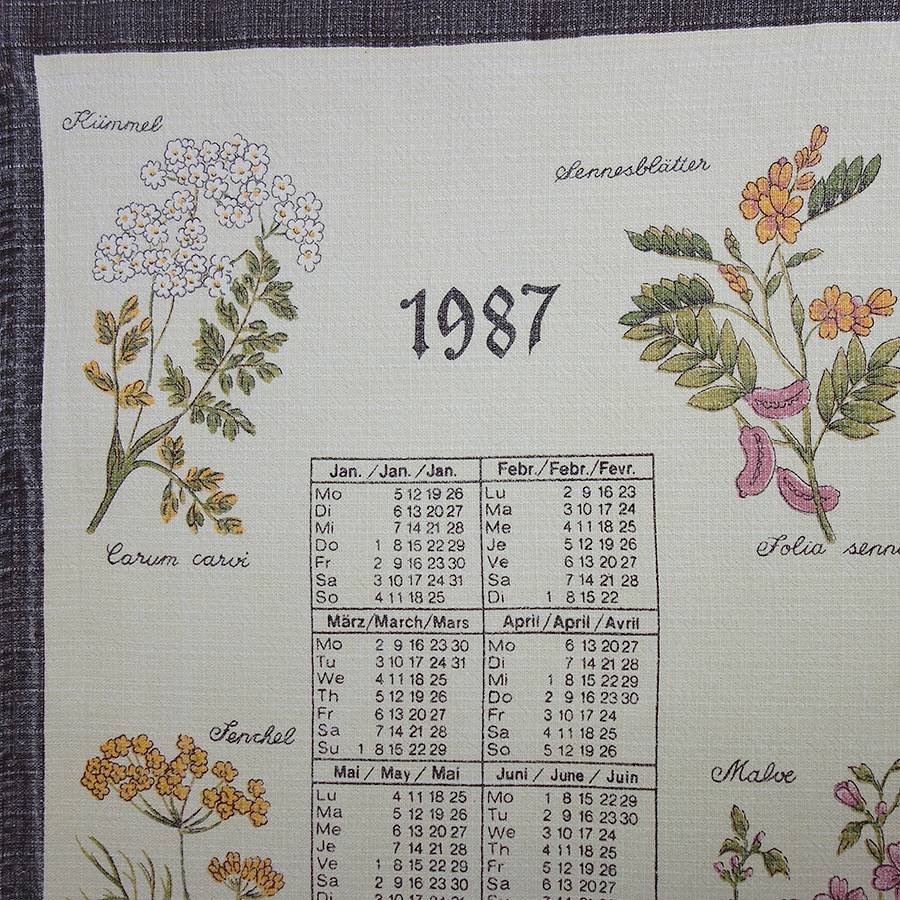 Kümmel
Sennesblätter
1987
Carum carvi
Folia
Jan. / Jan. / Jan.
Mo 5 12 19 26
Di 6 13 20 27
Mi 7 14 21 28
Do 1 8 15 22 29
Fr 2 9 16 23 30
Sa 3 10 17 24 31
So 4 11 18 25
Febr. / Febr. / Fevr.
Lu 2 9 16 23
Ma 3 10 17 24
Me 4 11 18 25
Je 5 12 19 26
Ve 6 13 20 27
Sa 7 14 21 28
Di 1 8 15 22
März / March / Mars
Mo 2 9 16 23 30
Tu 3 10 17 24 31
We 4 11 18 25
Th 5 12 19 26
Fr 6 13 20 27
Sa 7 14 21 28
Su 1 8 15 22 29
April / April / Avril
Mo 6 13 20 27
Di 7 14 21 28
Mi 1 8 15 22 29
Do 2 9 16 23 30
Fr 3 10 17 24
Sa 4 11 18 25
So 5 12 19 26
Fenchel
Malve
Mai / May / Mai
Lu 4 11 18 25
Ma 5 12 19 26
Me 6 13 20 27
Je 7 14 21 28
Ve 1 8 15 22 29
Sa 2 9 16 23 30
Di 3 10 17 24
Juni / June / Juin
Mo 1 8 15 22 29
Tu 2 9 16 23 30
We 3 10 17 24
Th 4 11 18 25
Fr 5 12 19 26
Sa 6 13 20 27